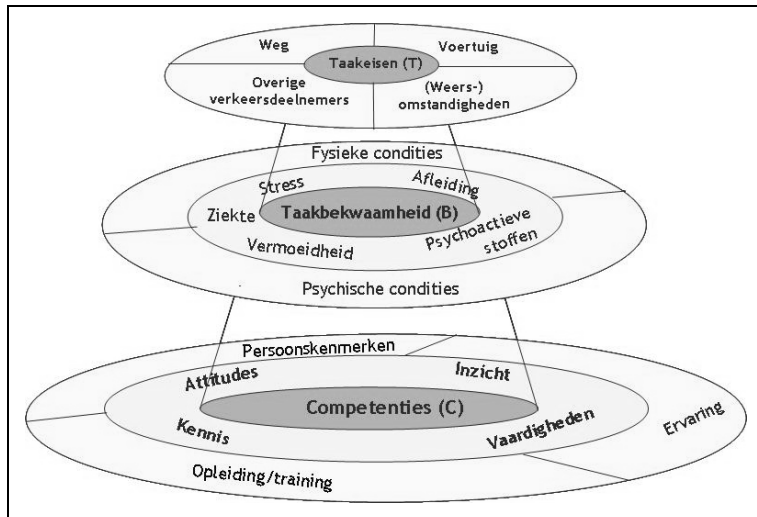 Weg
Voertuig
Taakeisen (T)
Overige
verkeersdeelnemers
(Weers-)
omstandigheden
Fysieke condities
Stress
Afleiding
Ziekte
Taakbekwaamheid (B)
Psychoactieve
stoffen
Vermoeidheid
Psychische condities
Persoonskenmerken
Attitudes
Inzicht
Competenties (C)
Kennis
Vaardigheden
Ervaring
Opleiding/training